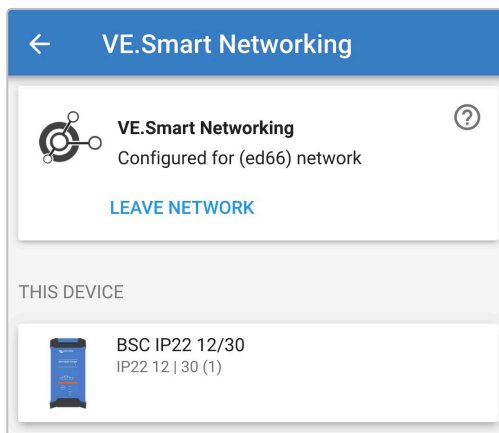 VE.Smart Networking
VE.Smart Networking
Configured for (ed66) network
LEAVE NETWORK
THIS DEVICE
BSC IP22 12/30
IP22 12 | 30 (1)